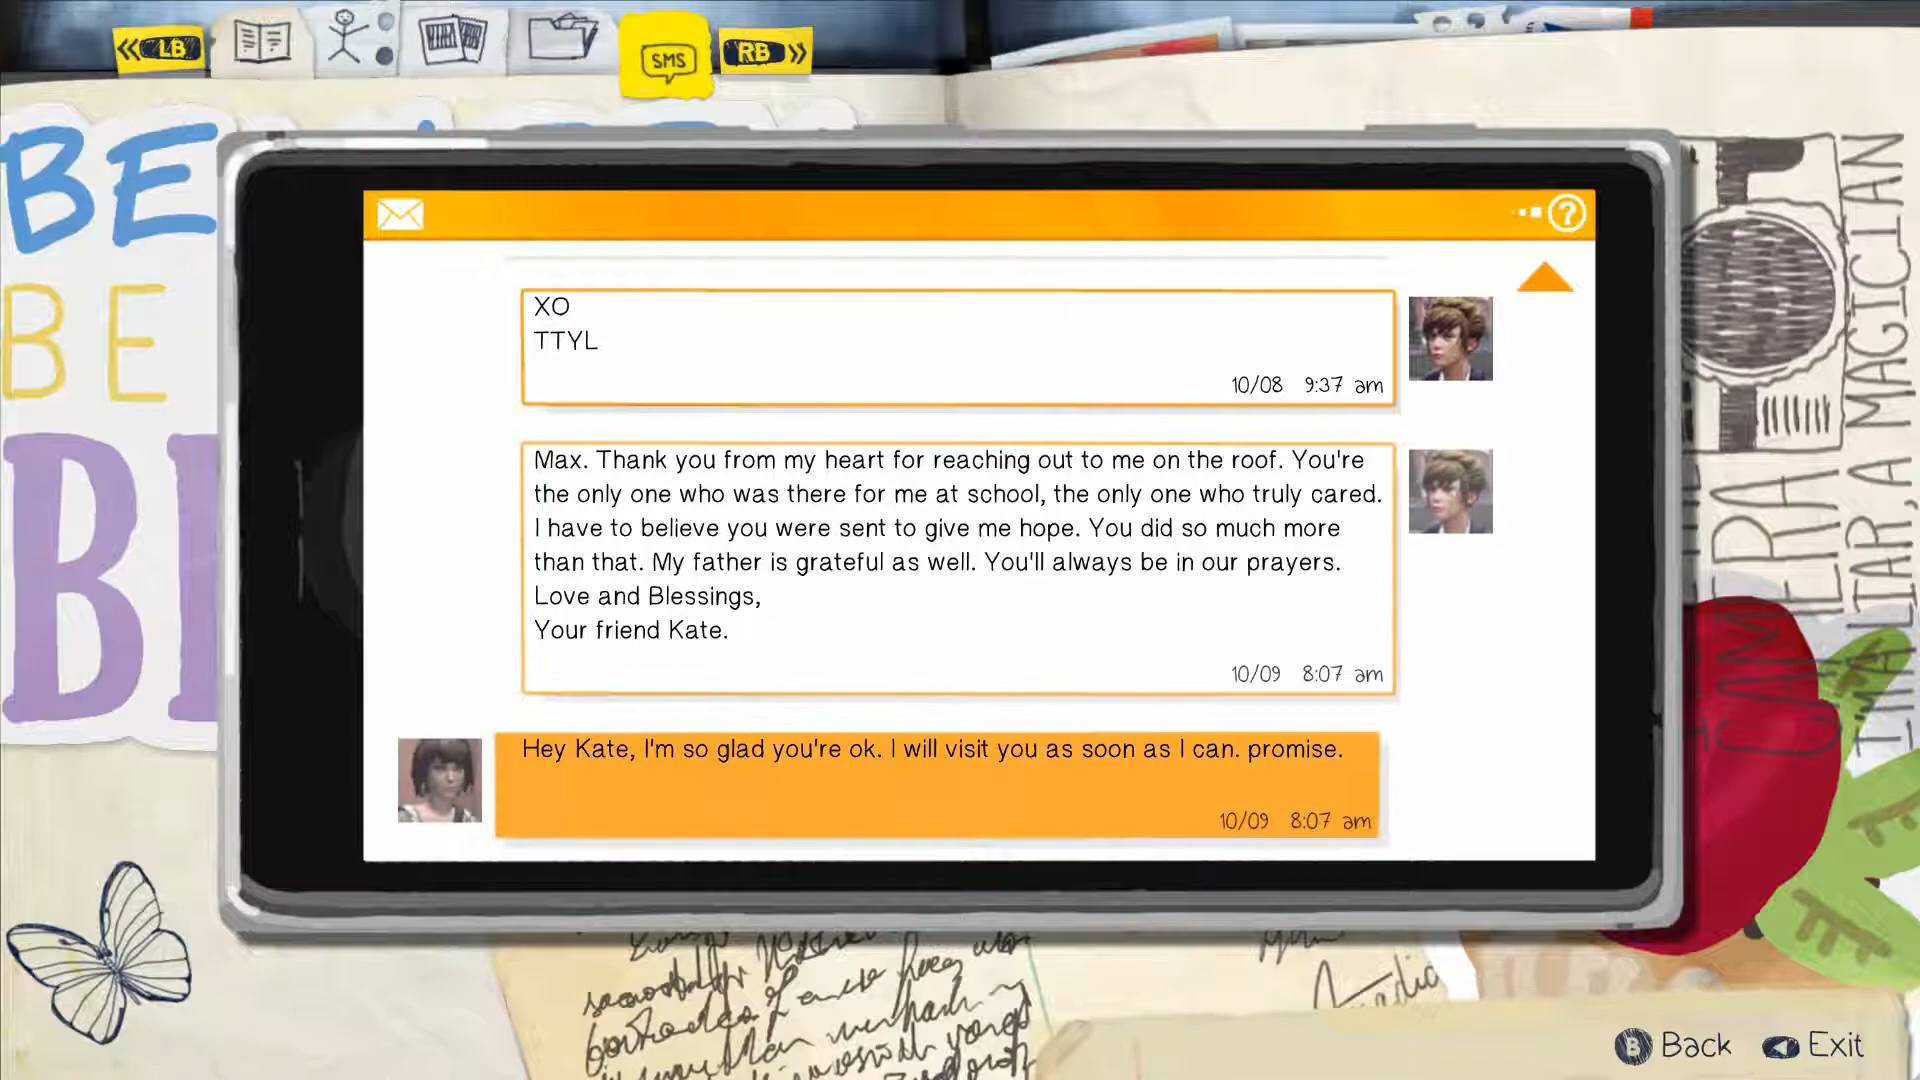 LB
SMS
RB
BE
BE
XO
TTYL
10/08 9:37 am
Max. Thank you from my heart for reaching out to me on the roof. You're
the only one who was there for me at school, the only one who truly cared.
I have to believe you were sent to give me hope. You did so much more
than that. My father is grateful as well. You'll always be in our prayers.
Love and Blessings,
Your friend Kate.
10/09 8:07 am
Hey Kate, I'm so glad you're ok. I will visit you as soon as I can. promise.
10/09 8:07 am
CAMERA
LIAR, A MAGICIAN
B Back
Exit